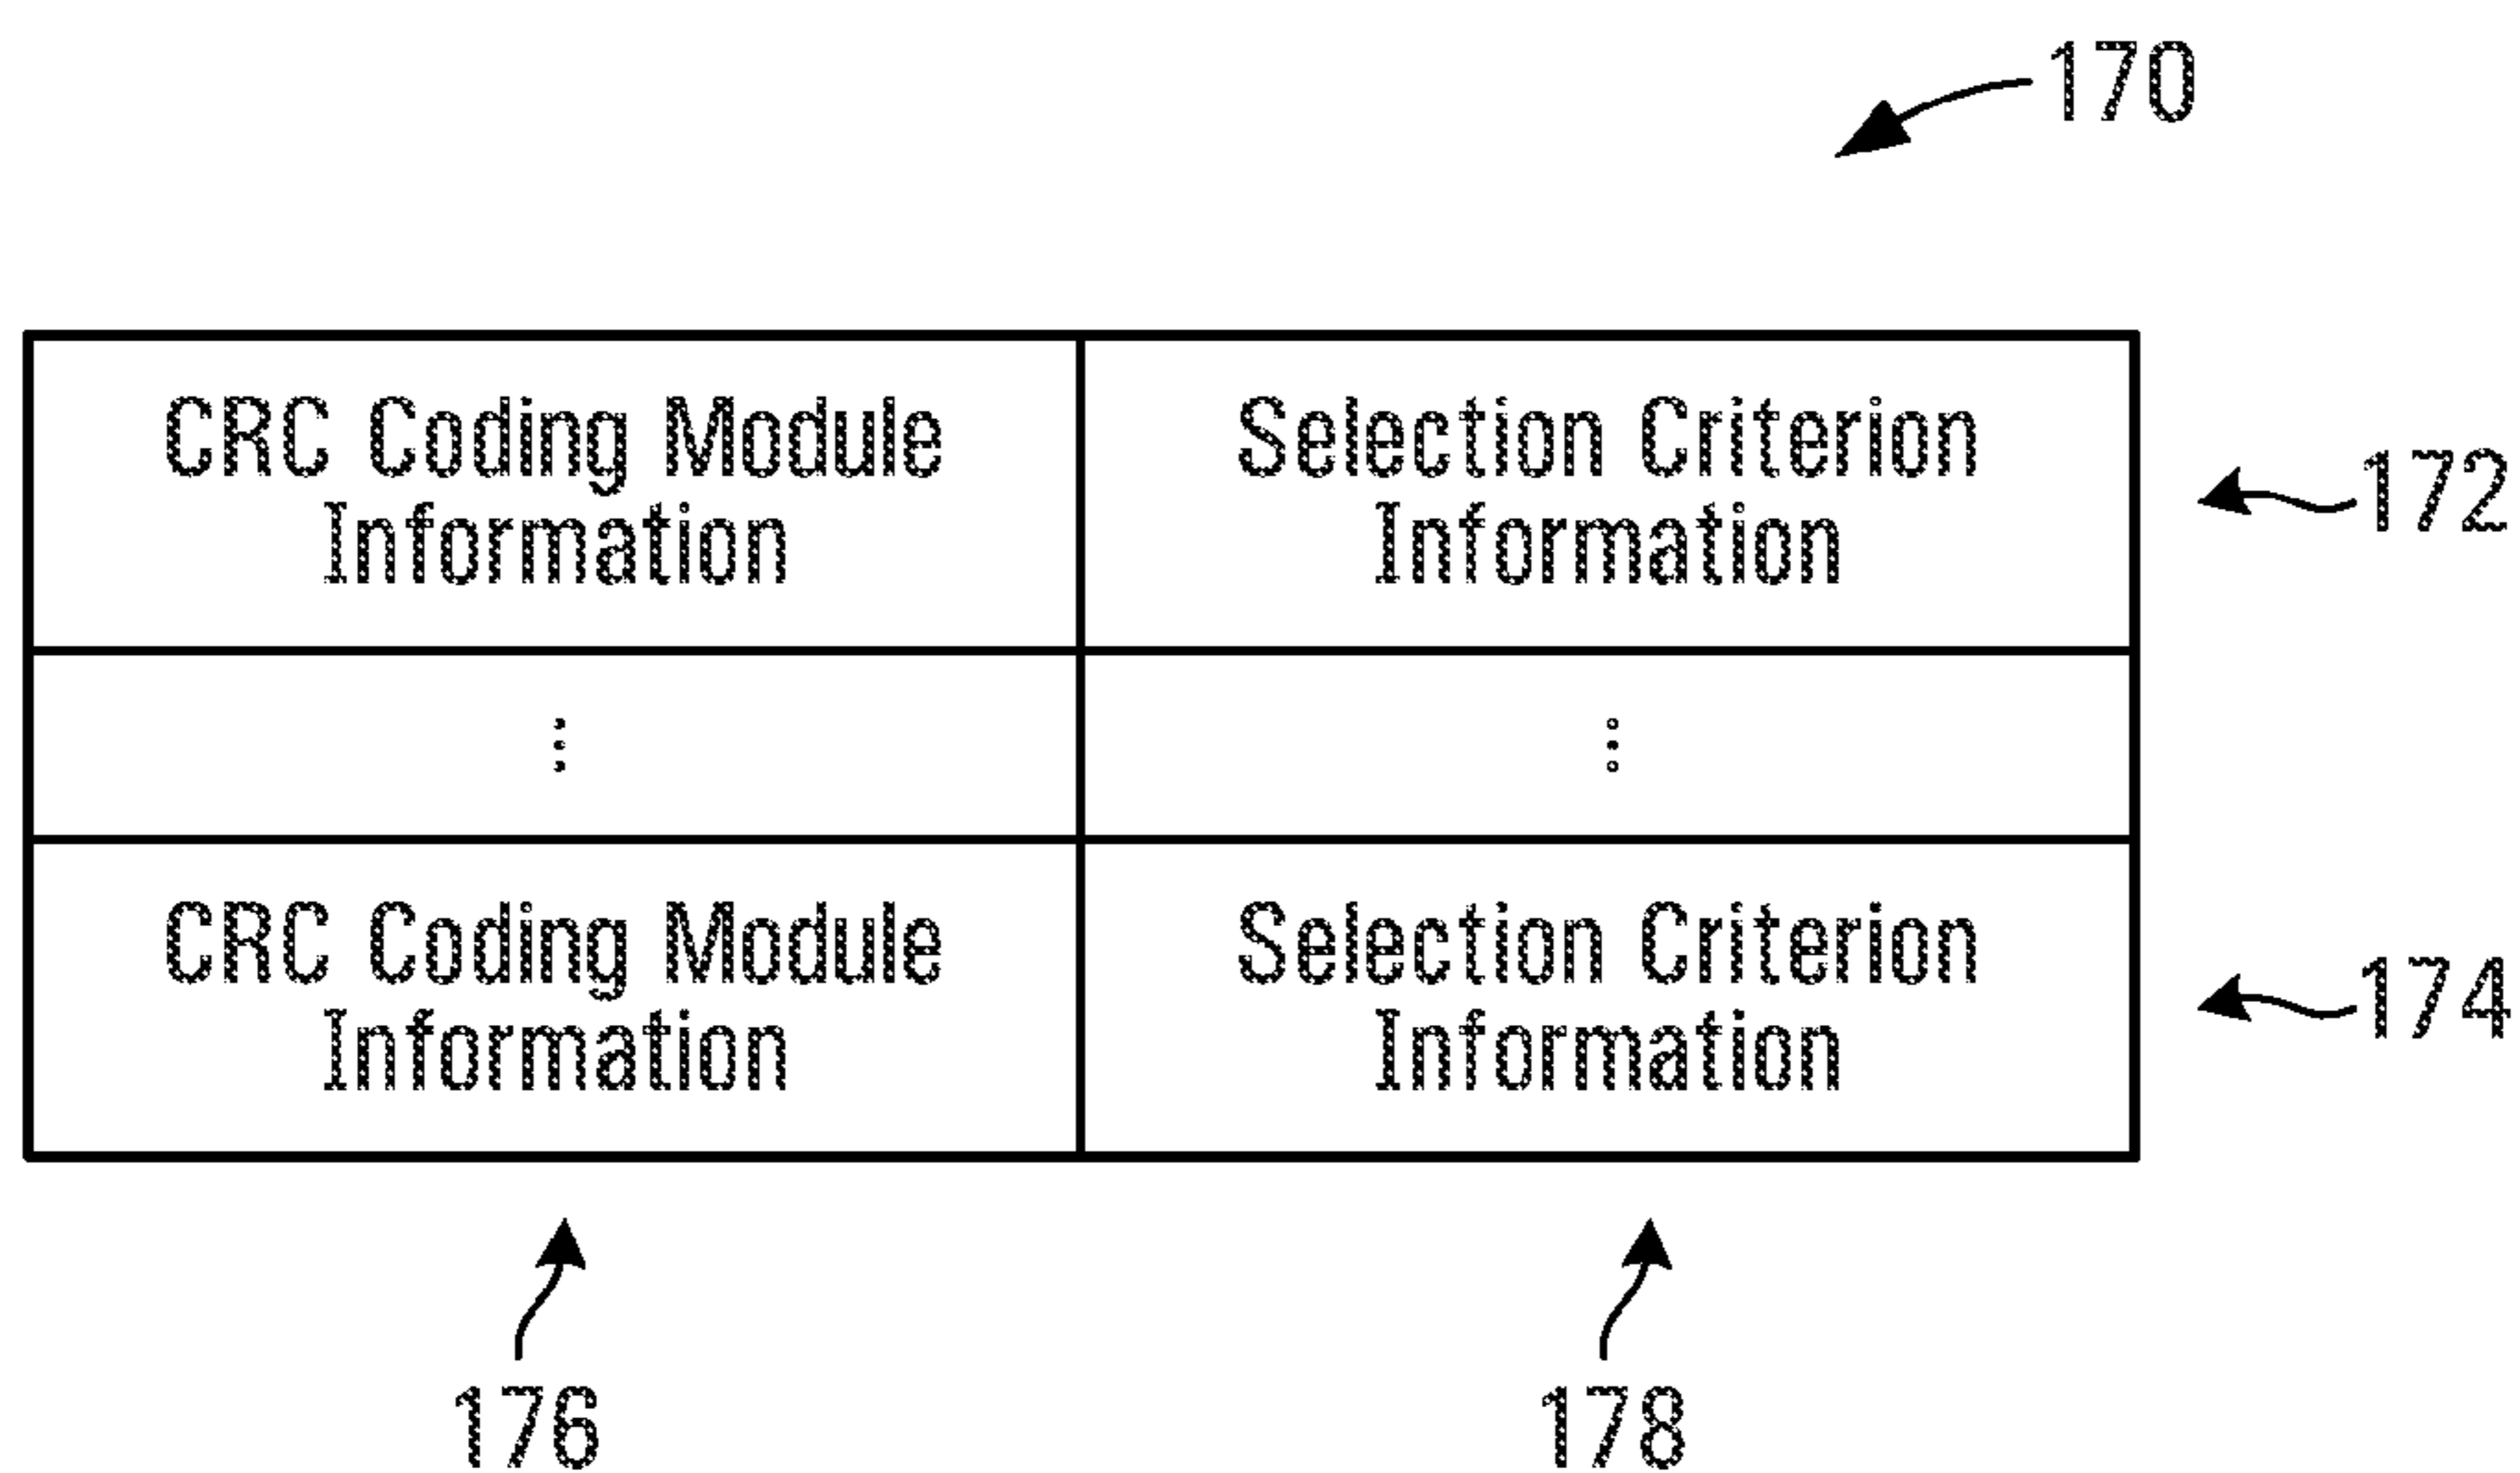 170
CRC Coding Module
Information
Selection Criterion
Information
172
⋮
⋮
CRC Coding Module
Information
Selection Criterion
Information
174
176
178